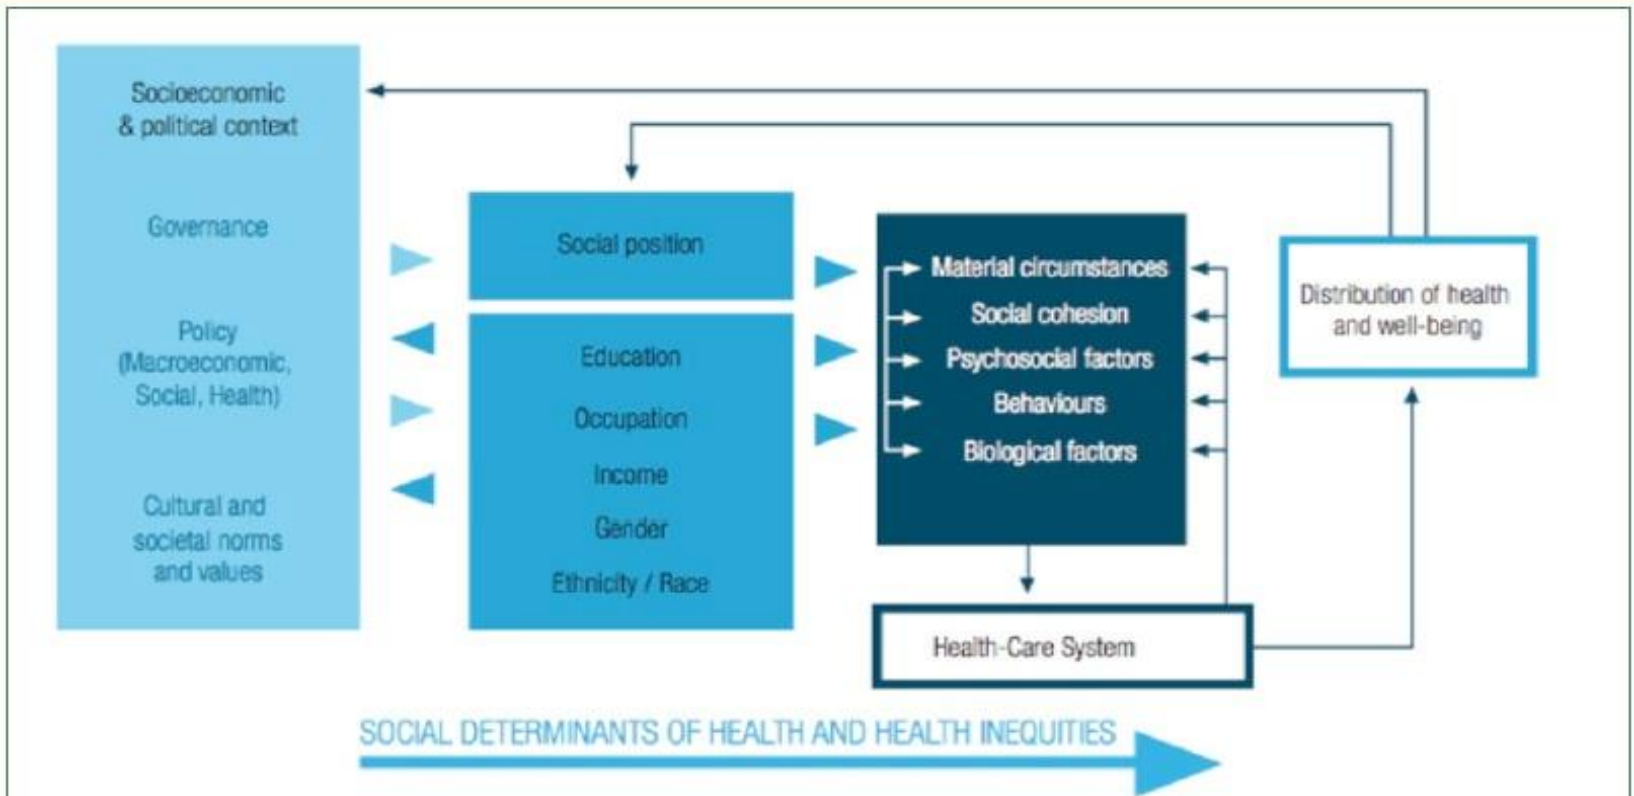 Socioeconomic
& political context
Governance
Policy
(Macroeconomic,
Social, Health)
Cultural and
societal norms
and values
Social position
Education
Occupation
Income
Gender
Ethnicity / Race
Material circumstances
Social cohesion
Psychosocial factors
Behaviours
Biological factors
Health-Care System
Distribution of health
and well-being
SOCIAL DETERMINANTS OF HEALTH AND HEALTH INEQUITIES